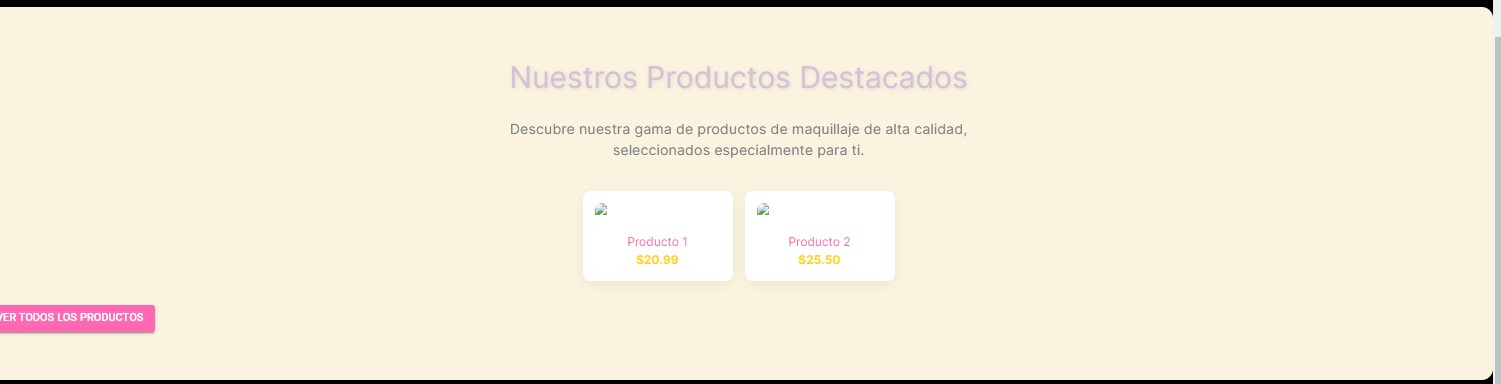 Nuestros Productos Destacados
Descubre nuestra gama de productos de maquillaje de alta calidad,
seleccionados especialmente para ti.
Producto 1
$20.99
Producto 2
$25.50
VER TODOS LOS PRODUCTOS